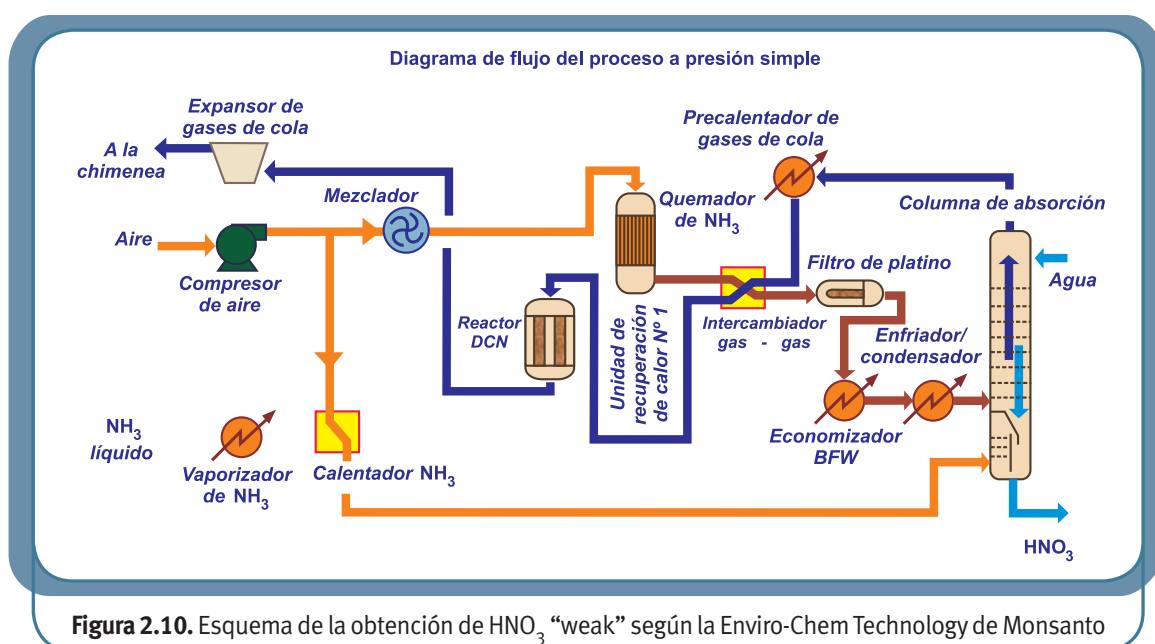 Diagrama de flujo del proceso a presión simple
Expansor de
gases de cola
A la
chimenea
Mezclador
Precalentador de
gases de cola
Quemador
de NH3
Columna de absorción
Aire
Compresor
de aire
Filtro de platino
Agua
Reactor
DCN
Unidad de
recuperación
de calor Nº 1
Intercambiador
gas - gas
Enfriador/
condensador
NH3
líquido
Vaporizador
de NH3
Calentador NH3
Economizador
BFW
HNO3
Figura 2.10. Esquema de la obtención de HNO3 “weak” según la Enviro-Chem Technology de Monsanto